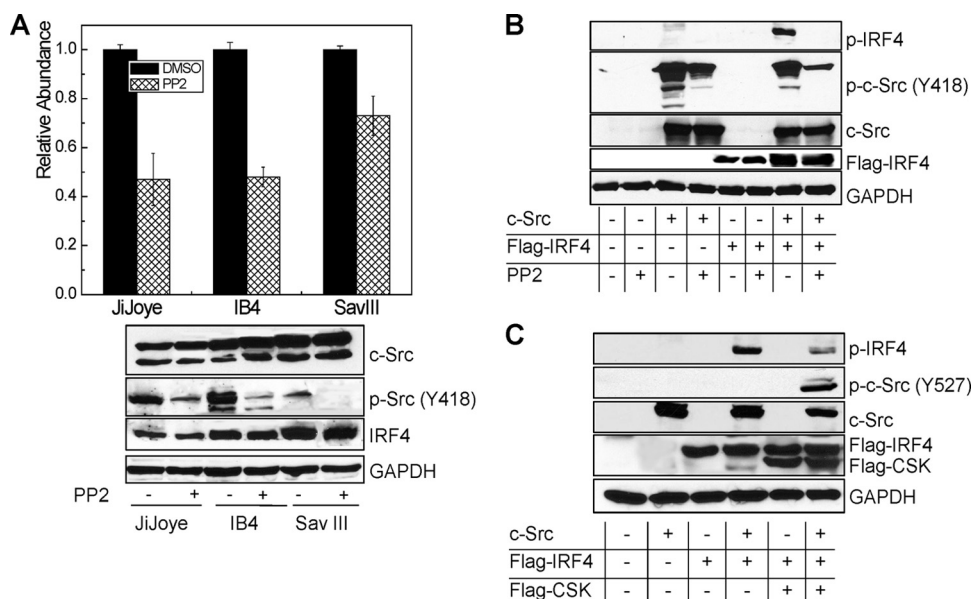 A
Relative Abundance
1.0
0.8
0.6
0.4
0.2
0.0
DMSO
PP2
JiJoye
IB4
SavIII
c-Src
p-Src (Y418)
IRF4
GAPDH
PP2 - + - + - +
JiJoye IB4 Sav III
B
p-IRF4
p-c-Src (Y418)
c-Src
Flag-IRF4
GAPDH
c-Src - - + + - - + +
Flag-IRF4 - - - - + + + +
PP2 - + - + - + - +
C
p-IRF4
p-c-Src (Y527)
c-Src
Flag-IRF4
Flag-CSK
GAPDH
c-Src - + - + - +
Flag-IRF4 - - + + + +
Flag-CSK - - - - + +